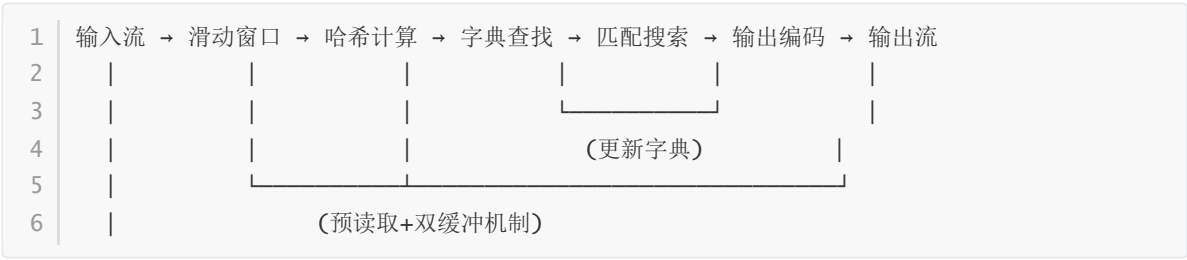 1 输入流 → 滑动窗口 → 哈希计算 → 字典查找 → 匹配搜索 → 输出编码 → 输出流
2   |         |          |          |          |          |
3   |         |          |          └──────────┘          |
4   |         |          |            (更新字典)         |
5   |         └──────────┴──────────────────────────────┘
6   |              (预读取+双缓冲机制)